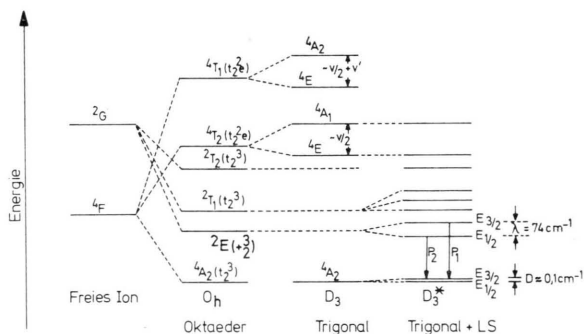 Energie
⁴A₂
-v/2 + v'
⁴T₁(t₂²e)
⁴E
²G
⁴A₁
-v/2
⁴T₂(t₂²e)
⁴E
²T₂(t₂³)
⁴F
²T₁(t₂³)
E 3/2
λ = 74 cm⁻¹
²E(+3/2)
E 1/2
P₂ P₁
⁴A₂(t₂³)
⁴A₂
E 3/2
D = 0,1 cm⁻¹
E 1/2
Freies Ion Oₕ D₃ D₃*
Oktaeder Trigonal Trigonal + LS